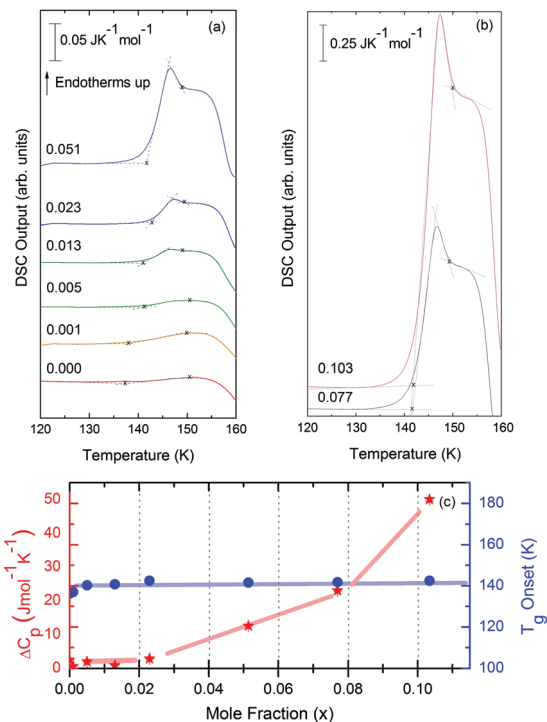 (a)
0.05 JK⁻¹mol⁻¹
Endotherms up
0.051
0.023
0.013
0.005
0.001
0.000
DSC Output (arb. units)
120 130 140 150 160
Temperature (K)
(b)
0.25 JK⁻¹mol⁻¹
0.103
0.077
DSC Output (arb. units)
120 130 140 150 160
Temperature (K)
(c)
50
40
30
20
10
0
ΔCp (Jmol⁻¹K⁻¹)
180
160
140
120
100
Tg Onset (K)
0.00 0.02 0.04 0.06 0.08 0.10
Mole Fraction (x)